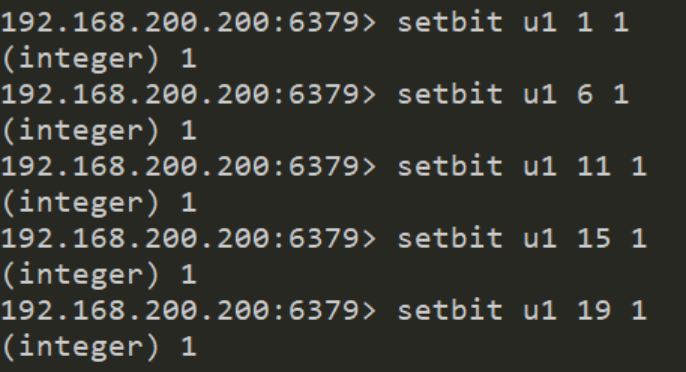 192.168.200.200:6379> setbit u1 1 1
(integer) 1
192.168.200.200:6379> setbit u1 6 1
(integer) 1
192.168.200.200:6379> setbit u1 11 1
(integer) 1
192.168.200.200:6379> setbit u1 15 1
(integer) 1
192.168.200.200:6379> setbit u1 19 1
(integer) 1